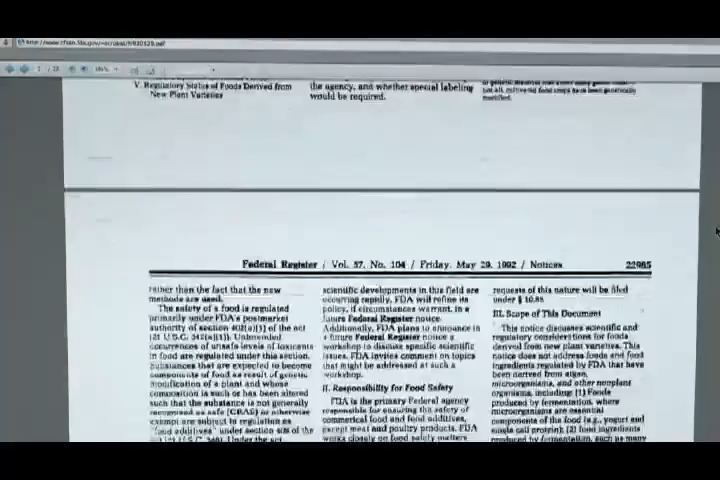 V. Regulatory Status of Foods Derived from
New Plant Varieties
the agency, and whether special labeling
would be required.
but all, cultivated food crops have been genetically
modified.
Federal Register / Vol. 57, No. 104 / Friday, May 29, 1992 / Notices 22985
rather than the fact that the new
methods are used.
The safety of a food is regulated
primarily under FDA's postmarket
authority of section 402(a)(1) of the act
(21 U.S.C. 342(a)(1)). Unintended
occurrences of unsafe levels of toxicants
in food are regulated under this section.
Substances that are expected to become
components of food as result of genetic
modification of a plant and whose
composition is such or has been altered
such that the substance is not generally
recognized as safe (GRAS) or otherwise
exempt are subject to regulation as
"food additives" under section 409 of the
scientific developments in this field are
occurring rapidly, FDA will refine its
policy, if circumstances warrant, in a
future Federal Register notice.
Additionally, FDA plans to announce in
a future Federal Register notice a
workshop to discuss specific scientific
issues. FDA invites comment on topics
that might be addressed at such a
workshop.
II. Responsibility for Food Safety
FDA is the primary Federal agency
responsible for ensuring the safety of
commerical food and food additives,
except meat and poultry products. FDA
works closely on food safety matters
requests of this nature will be filed
under § 10.85
III. Scope of This Document
This notice discusses scientific and
regulatory considerations for foods
derived from new plant varieties. This
notice does not address foods and food
ingredients regulated by FDA that have
been derived from algae,
microorganisms, and other nonplant
organisms, including: (1) Foods
produced by fermentation, where
microorganisms are essential
components of the food (e.g., yogurt and
single cell protein); (2) food ingredients
produced by fermentation, such as many